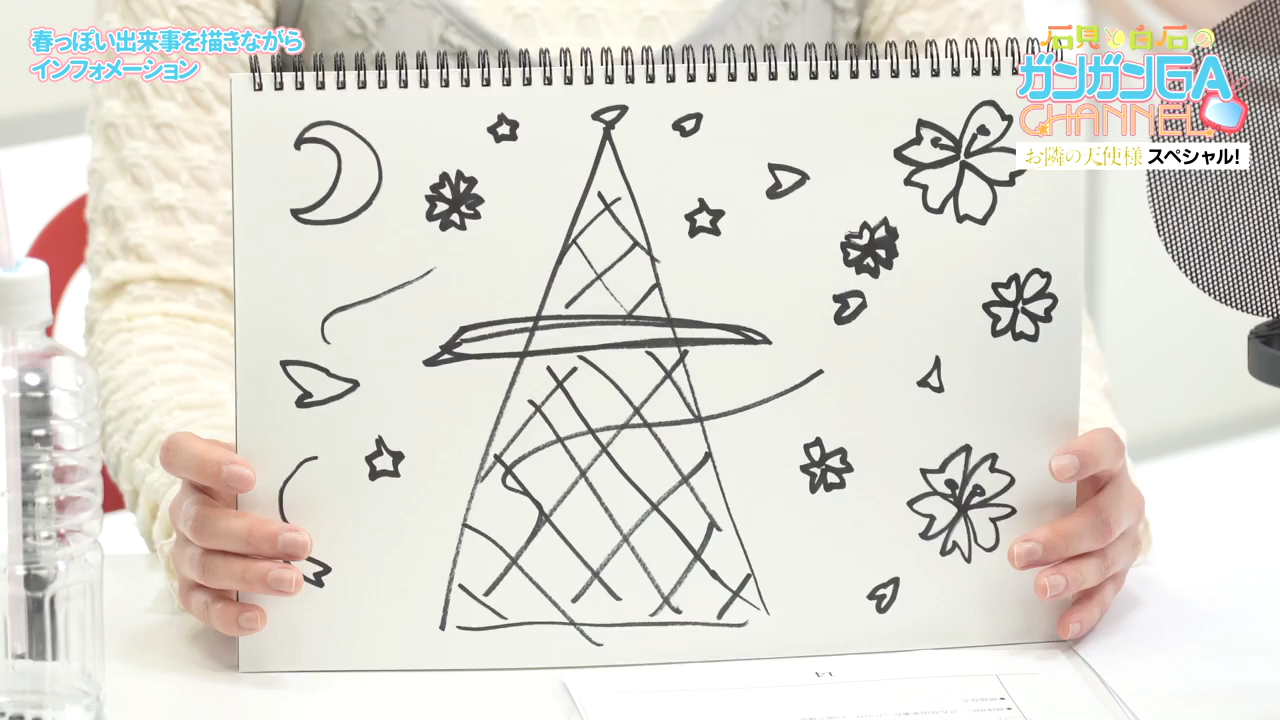 春っぽい出来事を描きながら
インフォメーション
石見と白石の
ガンガンGA
CHANNEL
お隣の天使様 スペシャル!
14